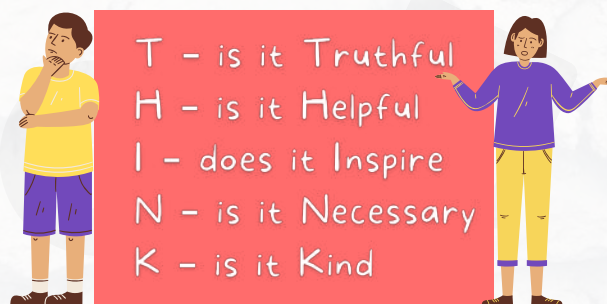 T – is it Truthful
H – is it Helpful
I – does it Inspire
N – is it Necessary
K – is it Kind